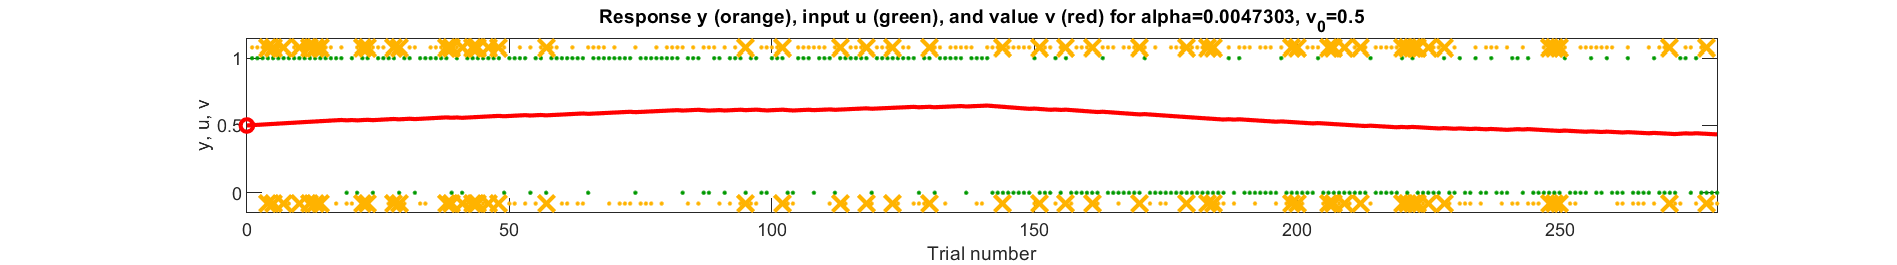 Response y (orange), input u (green), and value v (red) for alpha=0.0047303, v_0=0.5
y, u, v
1
0.5
0
0 50 100 150 200 250
Trial number